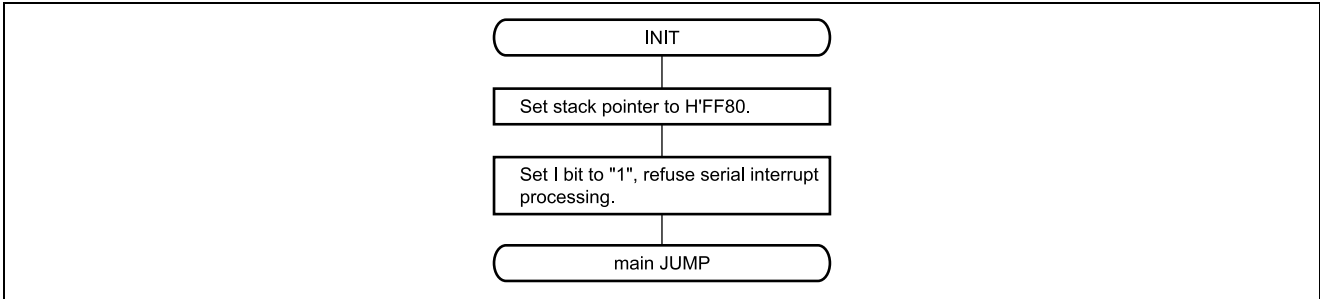 INIT
Set stack pointer to H'FF80.
Set I bit to "1", refuse serial interrupt
processing.
main JUMP